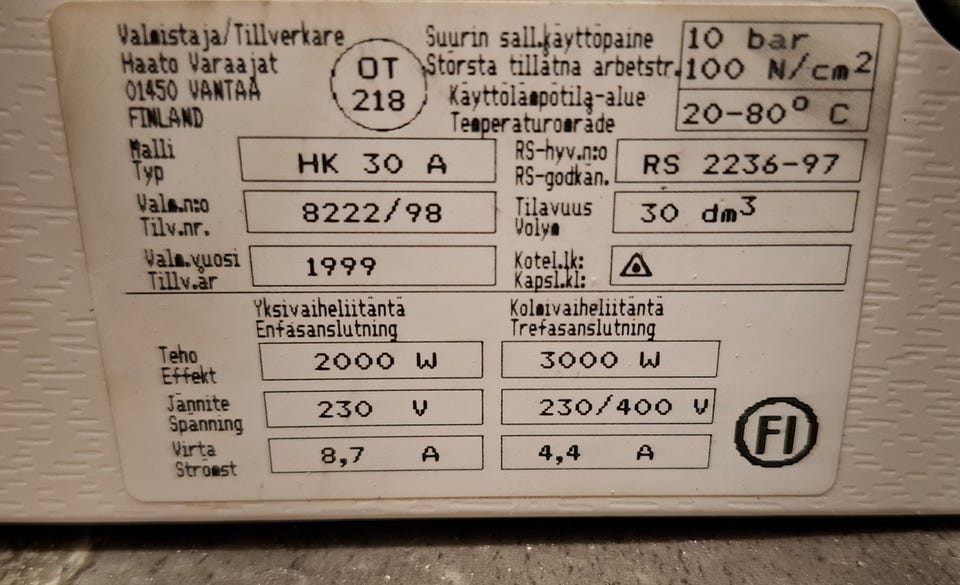 Valmistaja/Tillverkare
Haato Varaajat
01450 VANTAA
FINLAND
OT
218
Suurin sall.käyttöpaine
Största tillåtna arbetstr.
10 bar
100 N/cm²
Käyttölämpötila-alue
Temperaturområde
20-80° C
Malli
Typ
HK 30 A
RS-hyv.n:o
RS-godkän.
RS 2236-97
Valm.n:o
Tilv.nr.
8222/98
Tilavuus
Volym
30 dm³
Valm.vuosi
Tillv.år
1999
Kotel.lk:
Kapsl.kl:
Yksivaiheliitäntä
Enfasanslutning
Kolmivaiheliitäntä
Trefasanslutning
Teho
Effekt
2000 W
3000 W
Jännite
Spänning
230 V
230/400 V
Virta
Strömst
8,7 A
4,4 A
FI